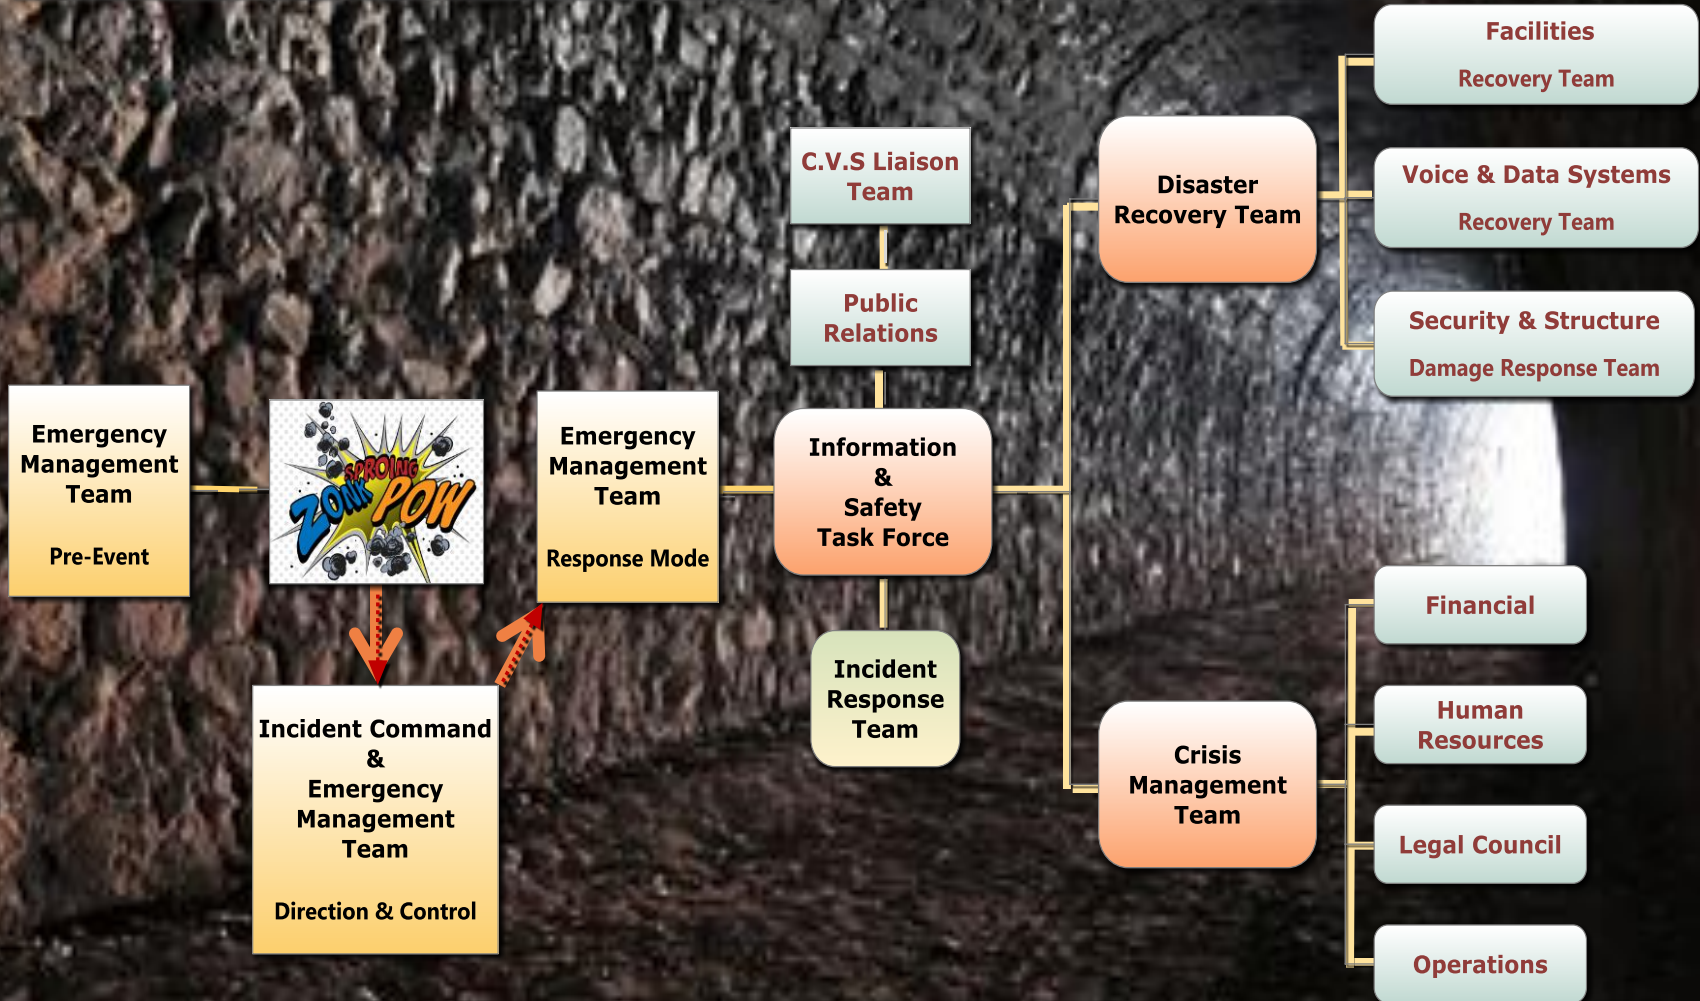 Emergency
Management
Team
Pre-Event
SPROING
ZONK
POW
Incident Command
&
Emergency
Management
Team
Direction & Control
Emergency
Management
Team
Response Mode
C.V.S Liaison
Team
Public
Relations
Information
&
Safety
Task Force
Incident
Response
Team
Disaster
Recovery Team
Facilities
Recovery Team
Voice & Data Systems
Recovery Team
Security & Structure
Damage Response Team
Crisis
Management
Team
Financial
Human
Resources
Legal Council
Operations